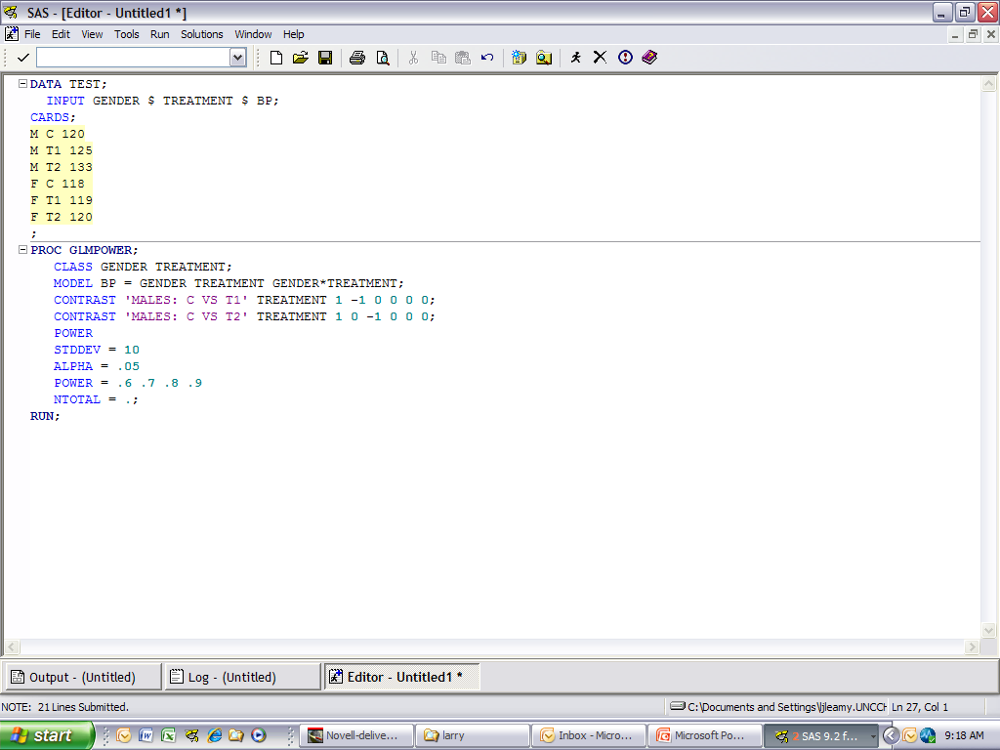 SAS - [Editor - Untitled1 *]
File Edit View Tools Run Solutions Window Help
DATA TEST;
INPUT GENDER $ TREATMENT $ BP;
CARDS;
M C 120
M T1 125
M T2 133
F C 118
F T1 119
F T2 120
;
PROC GLMPOWER;
CLASS GENDER TREATMENT;
MODEL BP = GENDER TREATMENT GENDER*TREATMENT;
CONTRAST 'MALES: C VS T1' TREATMENT 1 -1 0 0 0 0;
CONTRAST 'MALES: C VS T2' TREATMENT 1 0 -1 0 0 0;
POWER
STDDEV = 10
ALPHA = .05
POWER = .6 .7 .8 .9
NTOTAL = .;
RUN;
Output - (Untitled) Log - (Untitled) Editor - Untitled1 *
NOTE: 21 Lines Submitted. C:\Documents and Settings\jleamy.UNCCH Ln 27, Col 1
start Novell-delive... larry Inbox - Micro... Microsoft Po... 2 SAS 9.2 f... 9:18 AM